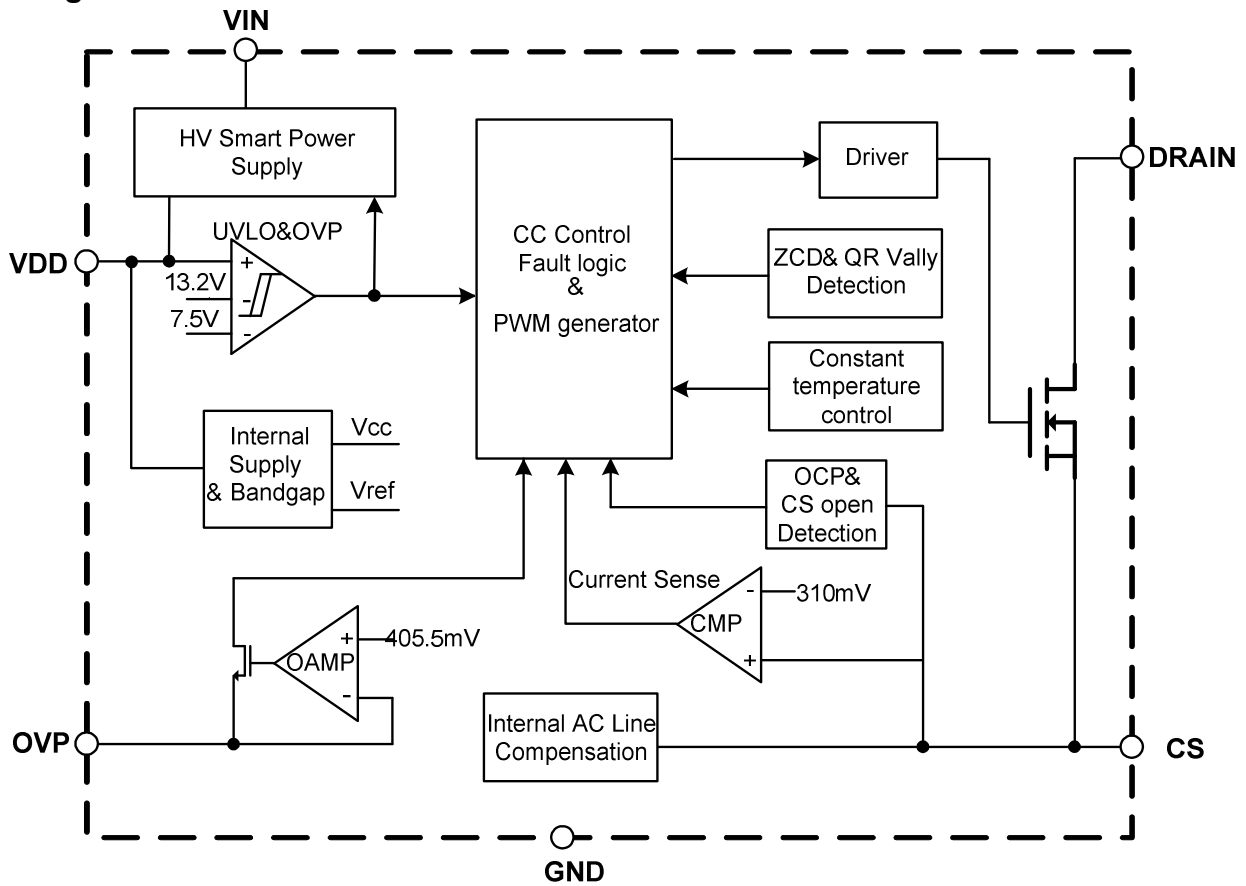 VIN
HV Smart Power
Supply
Driver
DRAIN
UVLO&OVP
VDD
+
13.2V
-
7.5V
-
CC Control
Fault logic
&
PWM generator
ZCD& QR Vally
Detection
Constant
temperature
control
Internal
Supply
& Bandgap
Vcc
Vref
OCP&
CS open
Detection
Current Sense
-
310mV
CMP
+
+
405.5mV
OAMP
-
Internal AC Line
Compensation
OVP
CS
GND